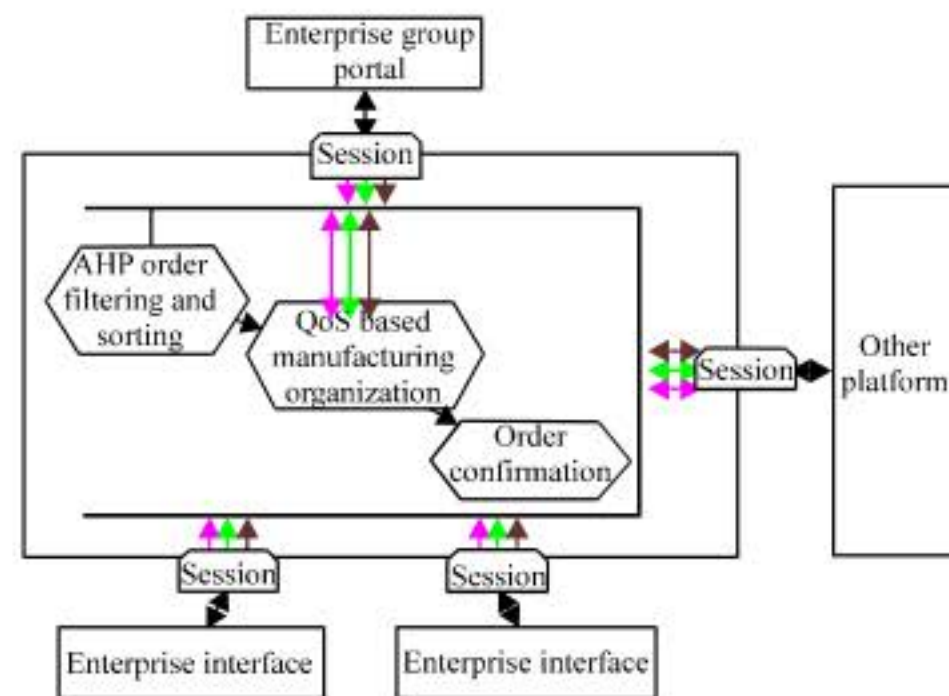 Enterprise group
portal
Session
AHP order
filtering and
sorting
QoS based
manufacturing
organization
Order
confirmation
Session
Other
platform
Session
Session
Enterprise interface
Enterprise interface